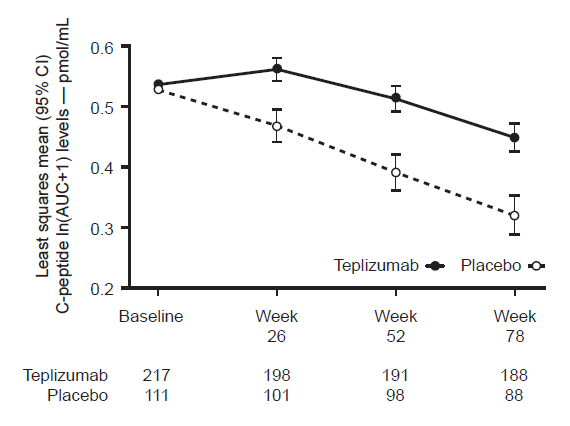 Least squares mean (95% CI)
C-peptide ln(AUC+1) levels — pmol/mL
0.6
0.5
0.4
0.3
0.2
Teplizumab Placebo
Baseline Week 26 Week 52 Week 78
Teplizumab 217 198 191 188
Placebo 111 101 98 88